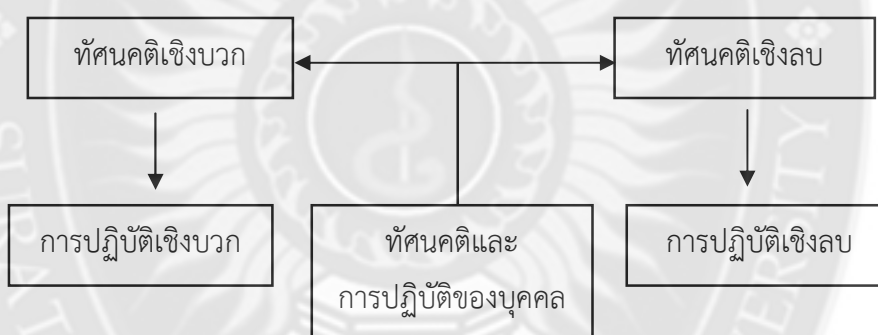 ทัศนคติเชิงบวก
ทัศนคติเชิงลบ
การปฏิบัติเชิงบวก
ทัศนคติและ
การปฏิบัติของบุคคล
การปฏิบัติเชิงลบ